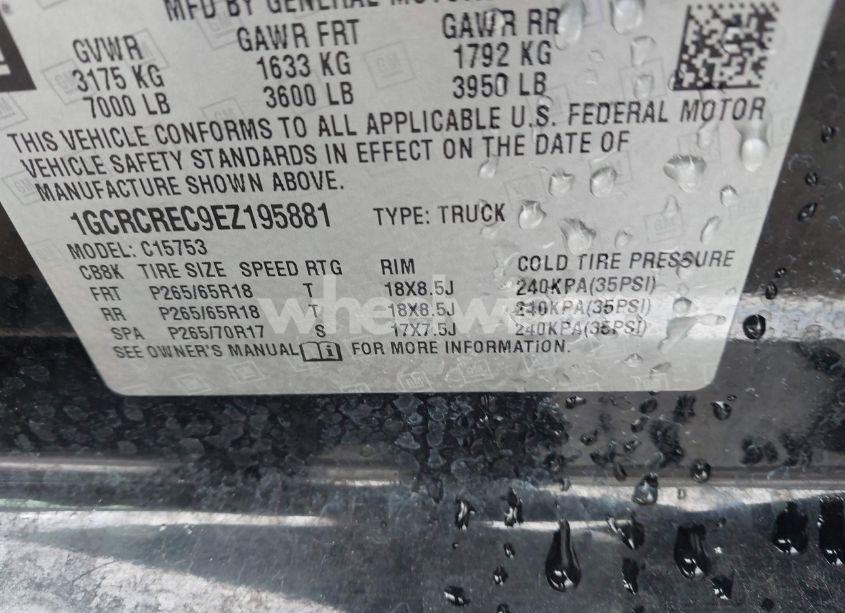 MFD BY GENERAL MOTORS
GVWR GAWR FRT GAWR RR
3175 KG 1633 KG 1792 KG
7000 LB 3600 LB 3950 LB
THIS VEHICLE CONFORMS TO ALL APPLICABLE U.S. FEDERAL MOTOR
VEHICLE SAFETY STANDARDS IN EFFECT ON THE DATE OF
MANUFACTURE SHOWN ABOVE.
1GCRCREC9EZ195881 TYPE: TRUCK
MODEL: C15753
CB8K TIRE SIZE SPEED RTG RIM COLD TIRE PRESSURE
FRT P265/65R18 T 18X8.5J 240KPA(35PSI)
RR P265/65R18 T 18X8.5J 240KPA(35PSI)
SPA P265/70R17 S 17X7.5J 240KPA(35PSI)
SEE OWNER'S MANUAL FOR MORE INFORMATION.